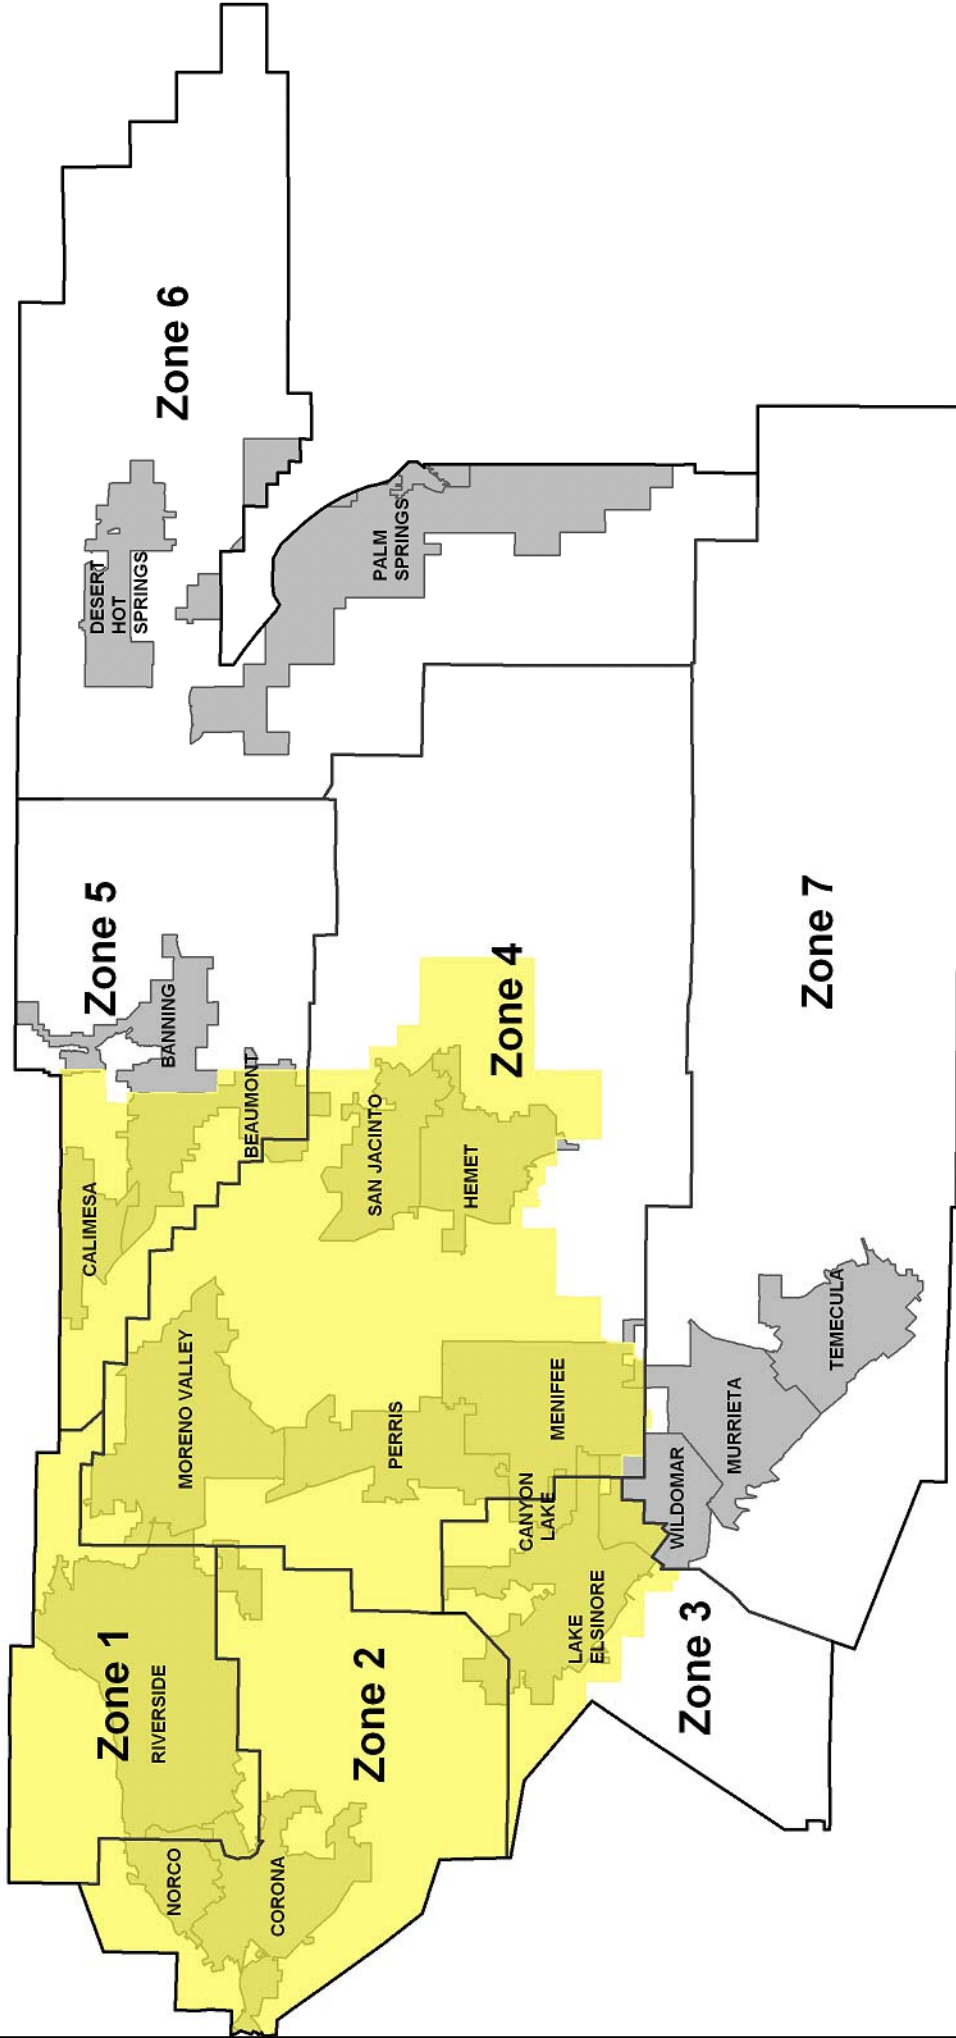 Zone 1
RIVERSIDE
NORCO
CORONA
Zone 2
MORENO VALLEY
PERRIS
CALIMESA
BEAUMONT
BANNING
Zone 5
DESERT
HOT
SPRINGS
Zone 6
PALM
SPRINGS
SAN JACINTO
HEMET
Zone 4
MENIFEE
CANYON
LAKE
LAKE
ELSINORE
Zone 3
WILDOMAR
MURRIETA
TEMECULA
Zone 7